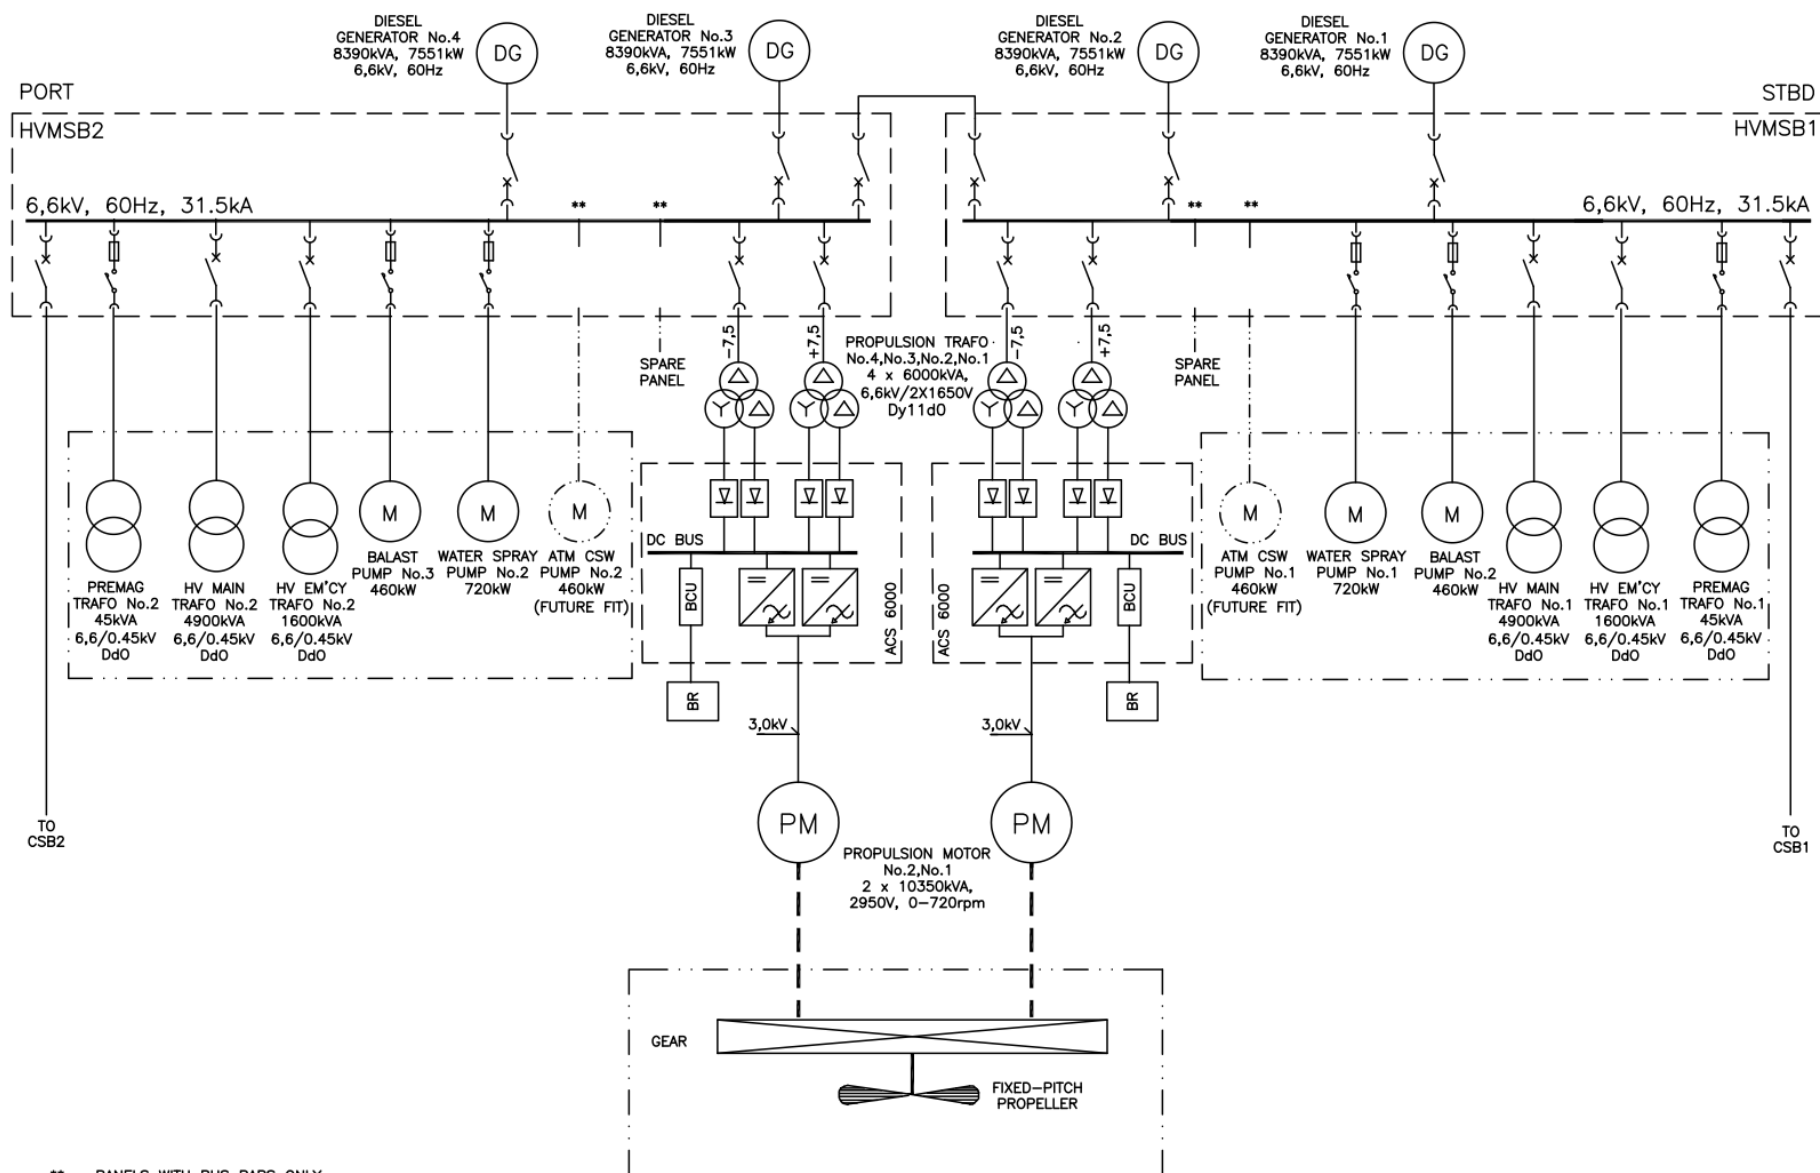 DIESEL
GENERATOR No.4
8390kVA, 7551kW
6,6kV, 60Hz
DG
DIESEL
GENERATOR No.3
8390kVA, 7551kW
6,6kV, 60Hz
DG
DIESEL
GENERATOR No.2
8390kVA, 7551kW
6,6kV, 60Hz
DG
DIESEL
GENERATOR No.1
8390kVA, 7551kW
6,6kV, 60Hz
DG
PORT
STBD
HVMSB2
HVMSB1
6,6kV, 60Hz, 31.5kA
**
**
**
**
6,6kV, 60Hz, 31.5kA
-7,5
+7,5
-7,5
+7,5
SPARE
PANEL
PROPULSION TRAFO
No.4,No.3,No.2,No.1
4 x 6000kVA,
6,6kV/2X1650V
Dy11d0
SPARE
PANEL
PREMAG
TRAFO No.2
45kVA
6,6/0.45kV
Dd0
HV MAIN
TRAFO No.2
4900kVA
6,6/0.45kV
Dd0
HV EM'CY
TRAFO No.2
1600kVA
6,6/0.45kV
Dd0
M
BALAST
PUMP No.3
460kW
M
WATER SPRAY
PUMP No.2
720kW
M
ATM CSW
PUMP No.2
460kW
(FUTURE FIT)
DC BUS
BCU
ACS 6000
BR
DC BUS
BCU
ACS 6000
BR
M
ATM CSW
PUMP No.1
460kW
(FUTURE FIT)
M
WATER SPRAY
PUMP No.1
720kW
M
BALAST
PUMP No.2
460kW
HV MAIN
TRAFO No.1
4900kVA
6,6/0.45kV
Dd0
HV EM'CY
TRAFO No.1
1600kVA
6,6/0.45kV
Dd0
PREMAG
TRAFO No.1
45kVA
6,6/0.45kV
Dd0
3,0kV
3,0kV
PM
PM
TO
CSB2
TO
CSB1
PROPULSION MOTOR
No.2,No.1
2 x 10350kVA,
2950V, 0-720rpm
GEAR
FIXED-PITCH
PROPELLER
** PANELS WITH BUS BARS ONLY